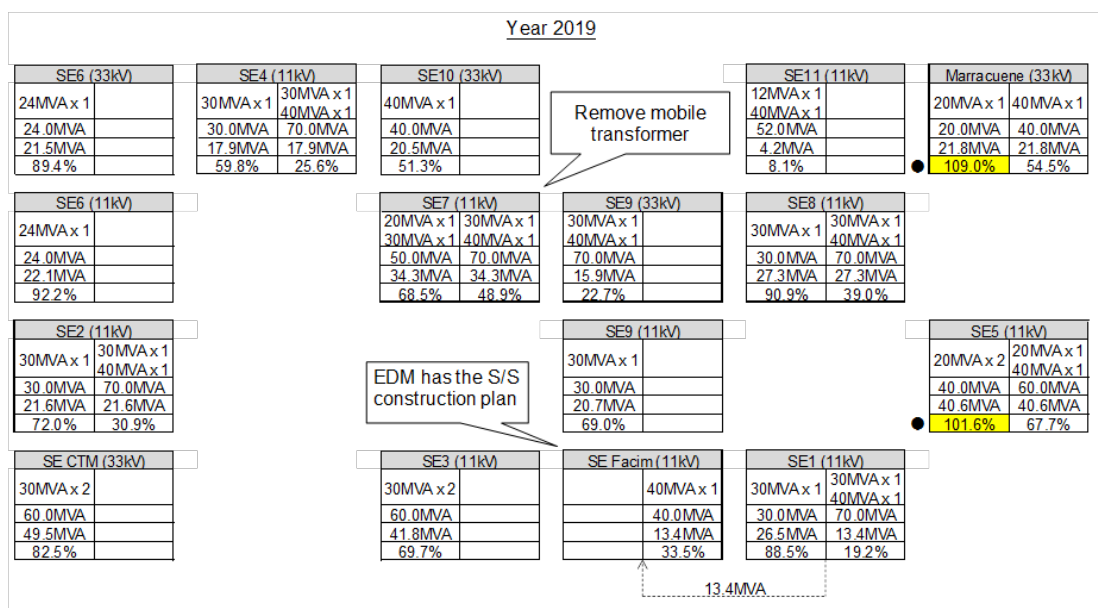 Year 2019
SE6 (33kV)
24MVA x 1
24.0MVA
21.5MVA
89.4%
SE4 (11kV)
30MVA x 1 30MVA x 1
40MVA x 1
30.0MVA 70.0MVA
17.9MVA 17.9MVA
59.8% 25.6%
SE10 (33kV)
40MVA x 1
40.0MVA
20.5MVA
51.3%
Remove mobile
transformer
SE11 (11kV)
12MVA x 1
40MVA x 1
52.0MVA
4.2MVA
8.1%
Marracuene (33kV)
20MVA x 1 40MVA x 1
20.0MVA 40.0MVA
21.8MVA 21.8MVA
109.0% 54.5%
SE6 (11kV)
24MVA x 1
24.0MVA
22.1MVA
92.2%
SE7 (11kV)
20MVA x 1 30MVA x 1
30MVA x 1 40MVA x 1
50.0MVA 70.0MVA
34.3MVA 34.3MVA
68.5% 48.9%
SE9 (33kV)
30MVA x 1
40MVA x 1
70.0MVA
15.9MVA
22.7%
SE8 (11kV)
30MVA x 1 30MVA x 1
40MVA x 1
30.0MVA 70.0MVA
27.3MVA 27.3MVA
90.9% 39.0%
SE2 (11kV)
30MVA x 1 30MVA x 1
40MVA x 1
30.0MVA 70.0MVA
21.6MVA 21.6MVA
72.0% 30.9%
EDM has the S/S
construction plan
SE9 (11kV)
30MVA x 1
30.0MVA
20.7MVA
69.0%
SE5 (11kV)
20MVA x 2 20MVA x 1
40MVA x 1
40.0MVA 60.0MVA
40.6MVA 40.6MVA
101.6% 67.7%
SE CTM (33kV)
30MVA x 2
60.0MVA
49.5MVA
82.5%
SE3 (11kV)
30MVA x 2
60.0MVA
41.8MVA
69.7%
SE Facim (11kV)
40MVA x 1
40.0MVA
13.4MVA
33.5%
SE1 (11kV)
30MVA x 1 30MVA x 1
40MVA x 1
30.0MVA 70.0MVA
26.5MVA 13.4MVA
88.5% 19.2%
13.4MVA